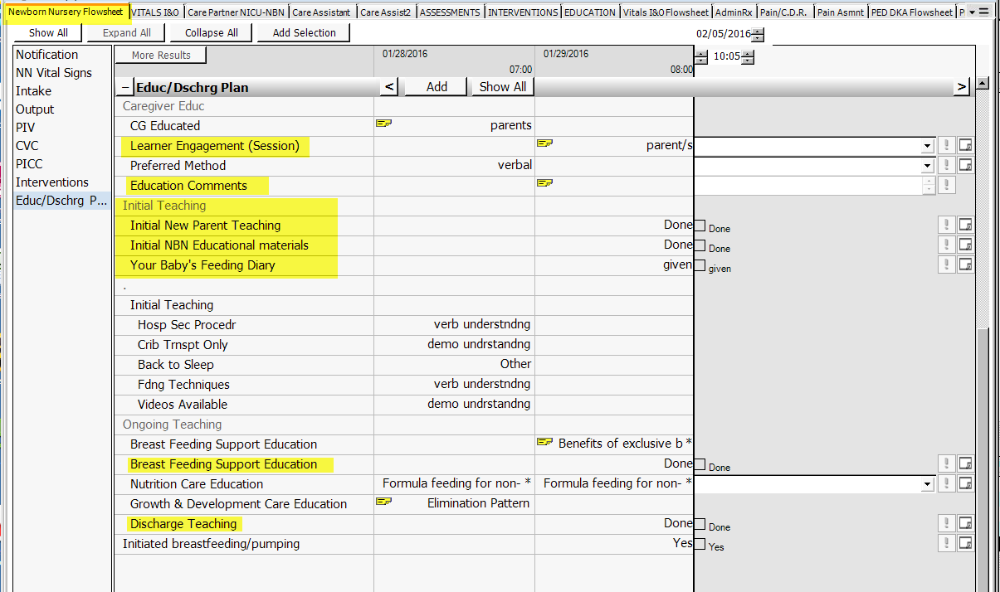 Newborn Nursery Flowsheet VITALS I&O Care Partner NICU-NBN Care Assistant Care Assist2 ASSESSMENTS INTERVENTIONS EDUCATION Vitals I&O Flowsheet AdminRx Pain/C.D.R. Pain Asmnt PED DKA Flowsheet P
Show All Expand All Collapse All Add Selection 02/05/2016
Notification
NN Vital Signs
Intake
Output
PIV
CVC
PICC
Interventions
Educ/Dschrg P...
More Results 01/28/2016 01/29/2016 10:05
07:00 08:00
− Educ/Dschrg Plan < Add Show All >
Caregiver Educ
CG Educated parents
Learner Engagement (Session) parent/s
Preferred Method verbal
Education Comments
Initial Teaching
Initial New Parent Teaching Done Done
Initial NBN Educational materials Done Done
Your Baby's Feeding Diary given given
.
Initial Teaching
Hosp Sec Procedr verb understndng
Crib Trnspt Only demo undrstandng
Back to Sleep Other
Fdng Techniques verb understndng
Videos Available demo undrstandng
Ongoing Teaching
Breast Feeding Support Education Benefits of exclusive b *
Breast Feeding Support Education Done Done
Nutrition Care Education Formula feeding for non- * Formula feeding for non- *
Growth & Development Care Education Elimination Pattern
Discharge Teaching Done Done
Initiated breastfeeding/pumping Yes Yes